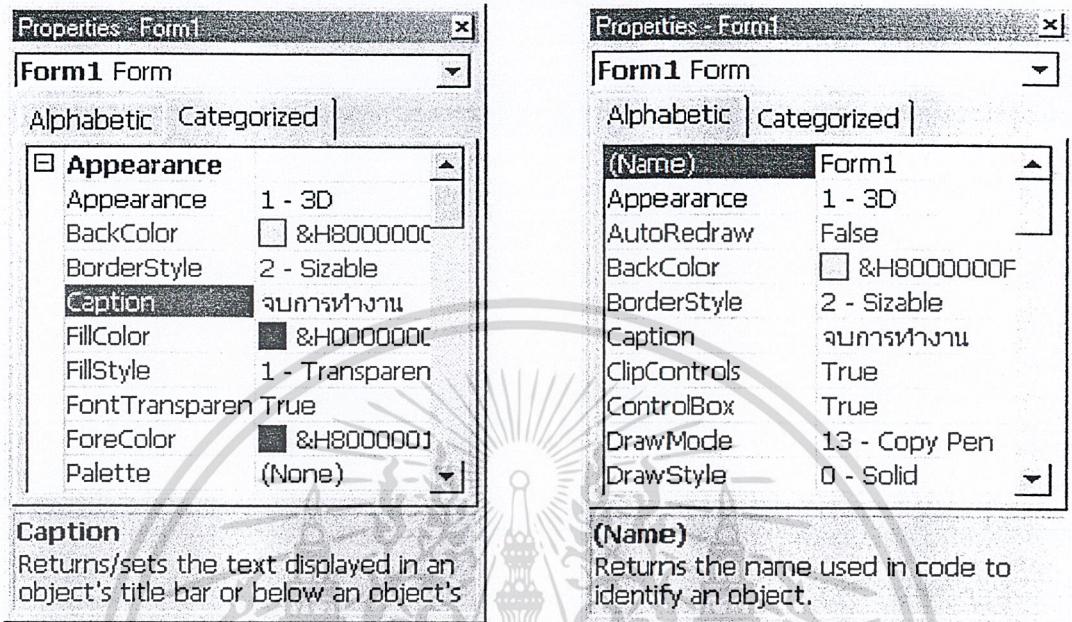 Properties - Form1
Form1 Form
Alphabetic Categorized
Appearance
Appearance 1 - 3D
BackColor &H8000000
BorderStyle 2 - Sizable
Caption จบการทำงาน
FillColor &H0000000
FillStyle 1 - Transparen
FontTransparen True
ForeColor &H8000001
Palette (None)
Caption
Returns/sets the text displayed in an
object's title bar or below an object's
Properties - Form1
Form1 Form
Alphabetic Categorized
(Name) Form1
Appearance 1 - 3D
AutoRedraw False
BackColor &H8000000F
BorderStyle 2 - Sizable
Caption จบการทำงาน
ClipControls True
ControlBox True
DrawMode 13 - Copy Pen
DrawStyle 0 - Solid
(Name)
Returns the name used in code to
identify an object.